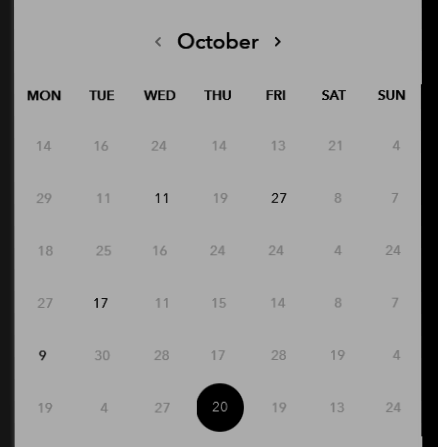 ‹ October ›
MON TUE WED THU FRI SAT SUN
14 16 24 14 13 21 4
29 11 11 19 27 8 7
18 25 16 24 24 4 24
27 17 11 15 14 8 7
9 30 28 17 28 19 4
19 4 27 20 19 13 24